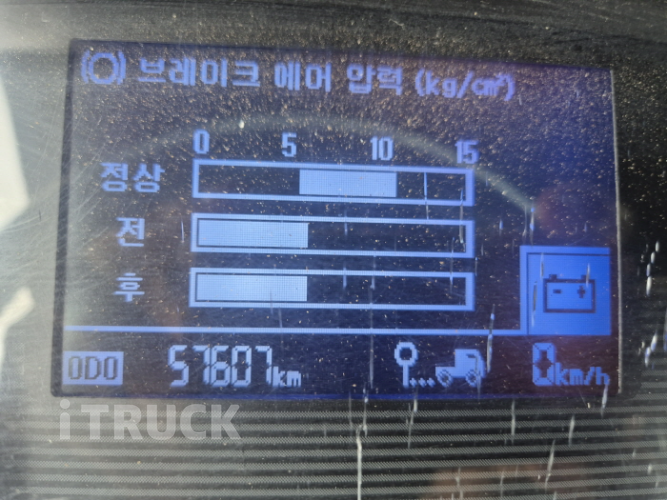 브레이크 에어 압력 (kg/cm²)
0 5 10 15
정상
전
후
ODO 57607km 0km/h
iTRUCK